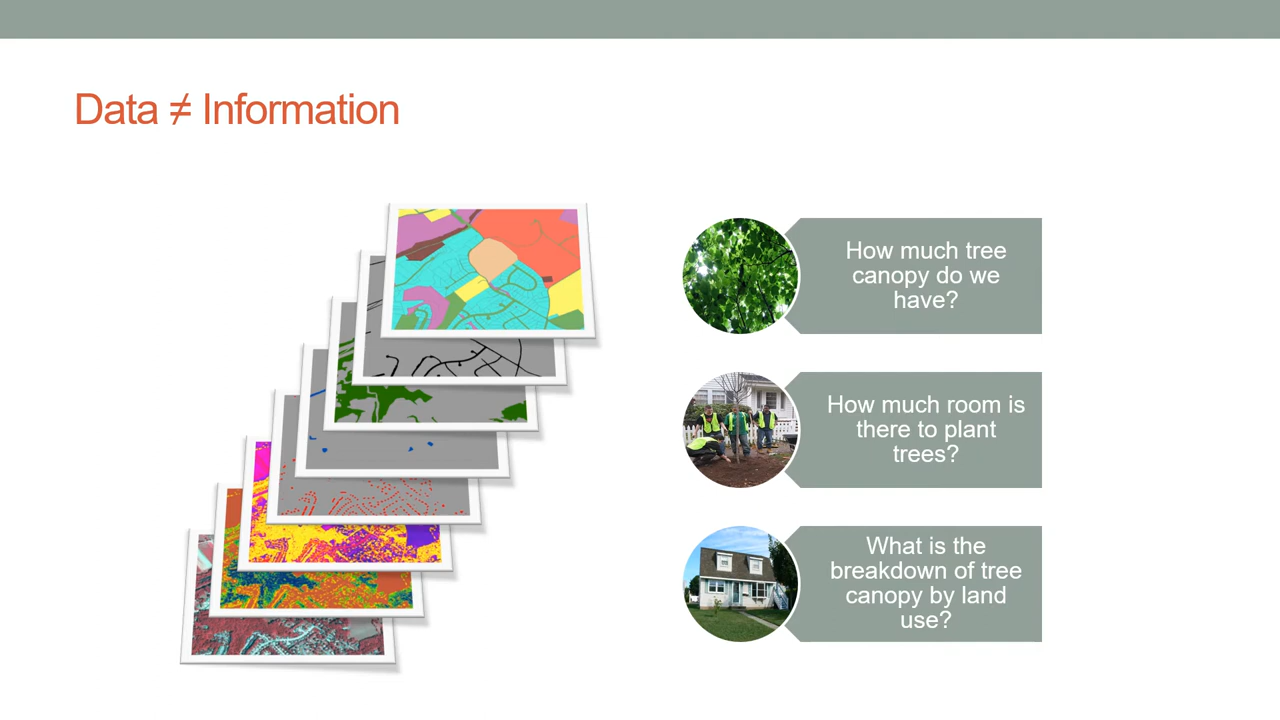 Data ≠ Information
How much tree
canopy do we
have?
How much room is
there to plant
trees?
What is the
breakdown of tree
canopy by land
use?